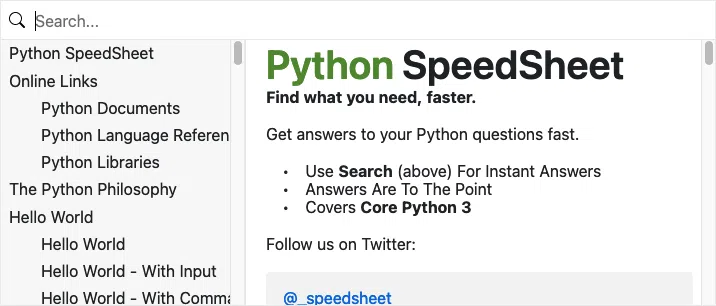 Search...
Python SpeedSheet
Online Links
Python Documents
Python Language Referen
Python Libraries
The Python Philosophy
Hello World
Hello World
Hello World - With Input
Hello World - With Comma
Python SpeedSheet
Find what you need, faster.
Get answers to your Python questions fast.
• Use Search (above) For Instant Answers
• Answers Are To The Point
• Covers Core Python 3
Follow us on Twitter:
@_speedsheet